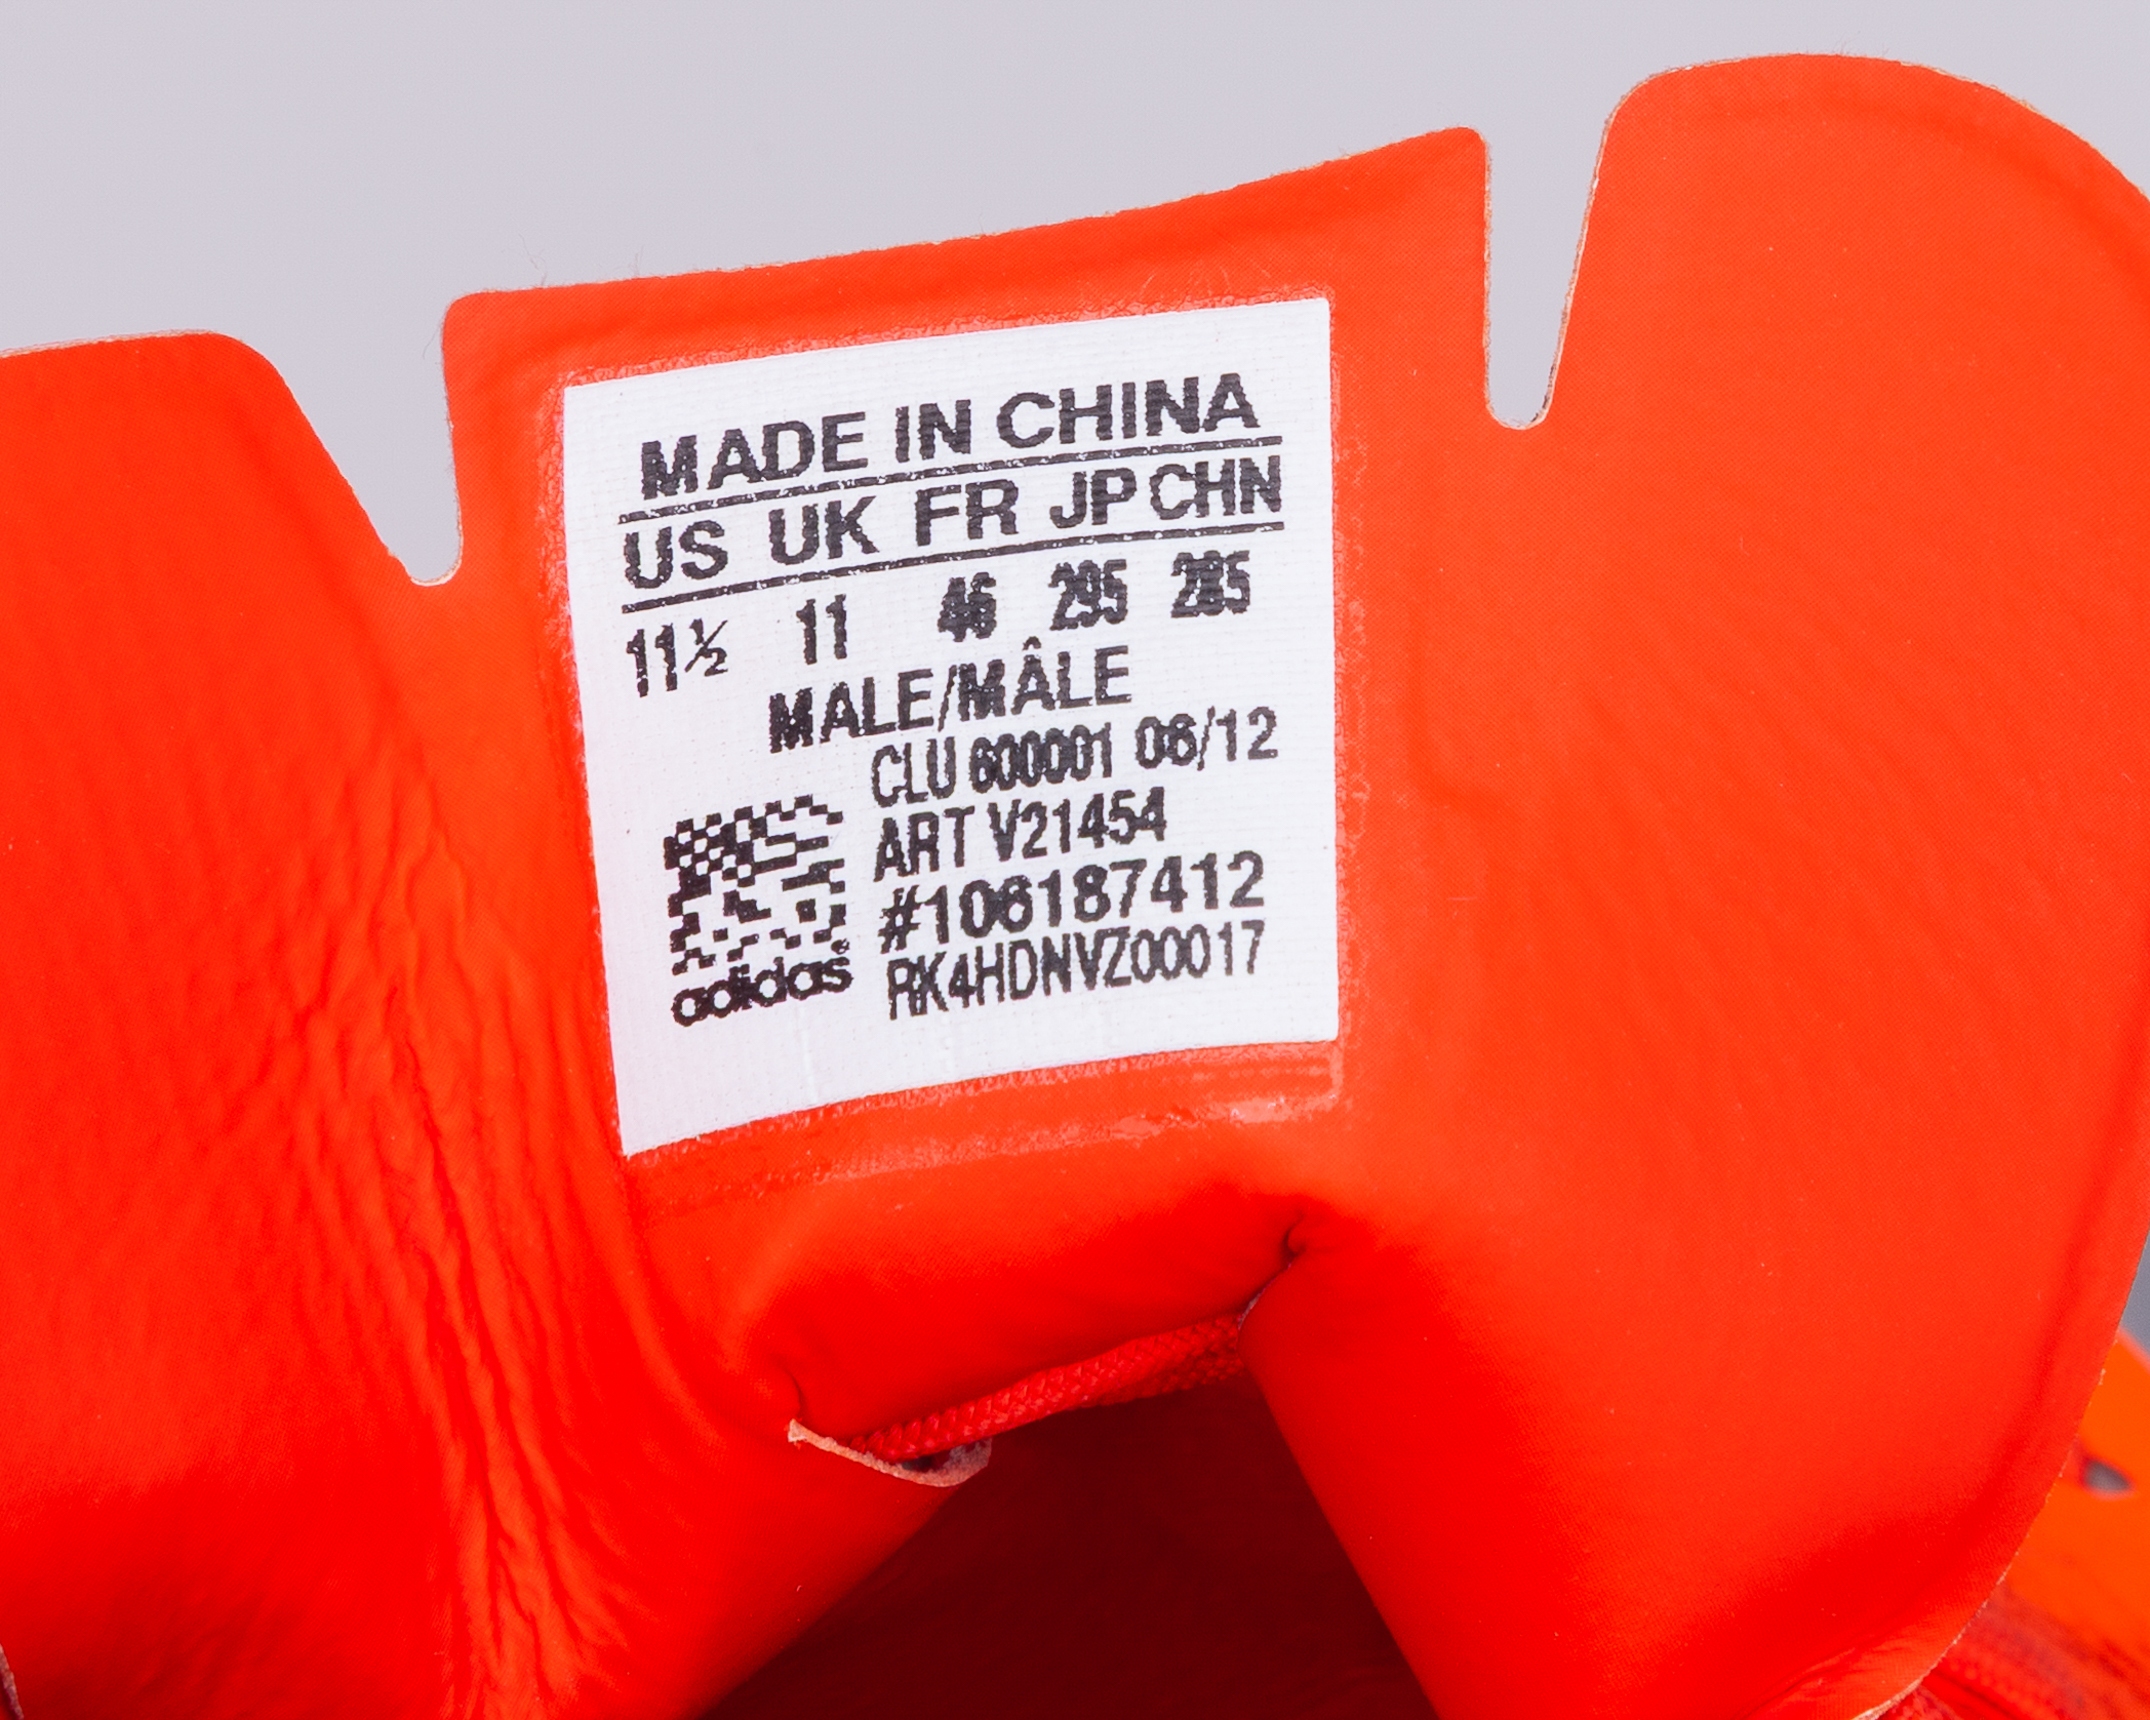 MADE IN CHINA
US UK FR JP CHN
11½ 11 46 295 285
MALE/MÂLE
CLU 600001 06/12
ART V21454
#106187412
RK4HDNVZ00017
adidas